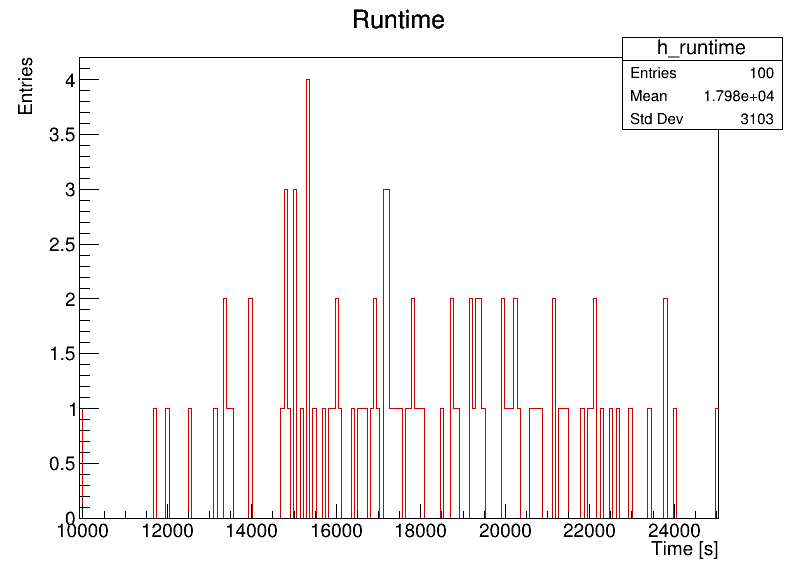 Runtime
h_runtime
Entries 100
Mean 1.798e+04
Std Dev 3103
Entries
4
3.5
3
2.5
2
1.5
1
0.5
0
10000 12000 14000 16000 18000 20000 22000 24000
Time [s]